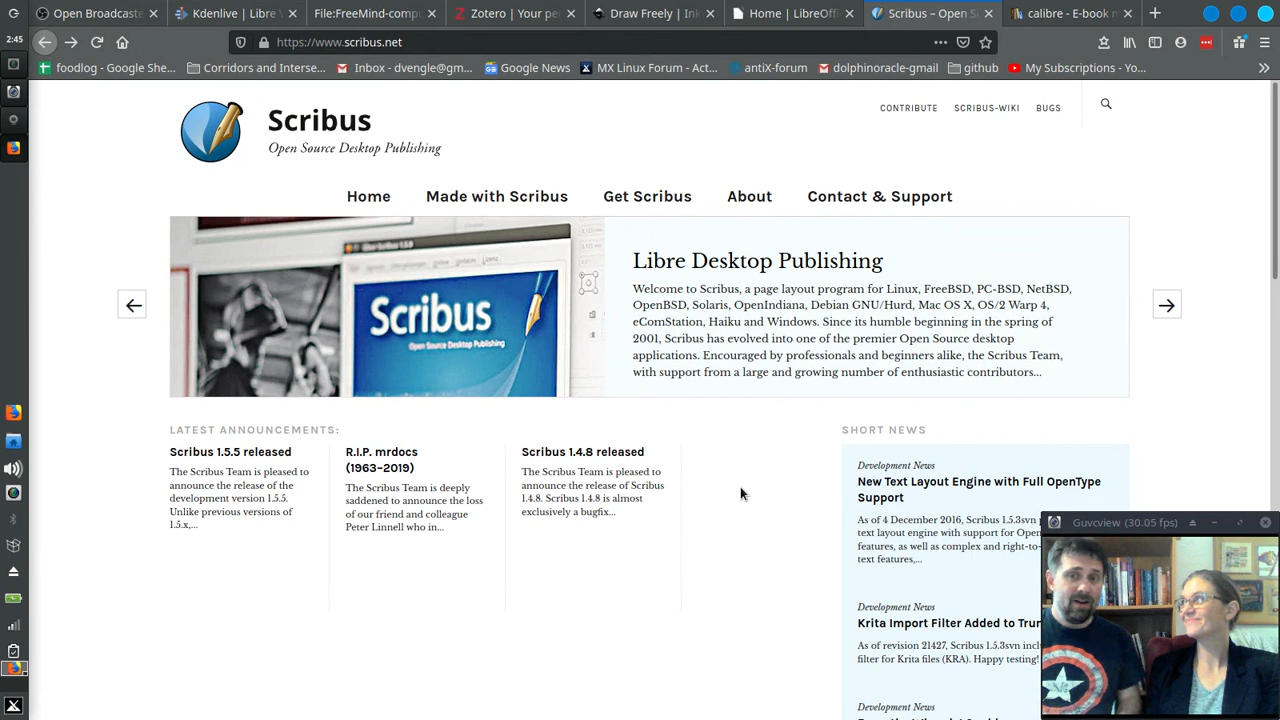 Open Broadcaste
Kdenlive | Libre V
File:FreeMind-compu
Zotero | Your pe
Draw Freely | Ink
Home | LibreOffi
Scribus – Open S
calibre - E-book m
2:45
https://www.scribus.net
foodlog - Google She...
Corridors and Interse...
Inbox - dvengle@gm...
Google News
MX Linux Forum - Act...
antiX-forum
dolphinoracle-gmail
github
My Subscriptions - Yo...
Scribus
Open Source Desktop Publishing
CONTRIBUTE
SCRIBUS-WIKI
BUGS
Home
Made with Scribus
Get Scribus
About
Contact & Support
Scribus
Open Source Desktop Publishing
Libre Desktop Publishing
Welcome to Scribus, a page layout program for Linux, FreeBSD, PC-BSD, NetBSD,
OpenBSD, Solaris, OpenIndiana, Debian GNU/Hurd, Mac OS X, OS/2 Warp 4,
eComStation, Haiku and Windows. Since its humble beginning in the spring of
2001, Scribus has evolved into one of the premier Open Source desktop
applications. Encouraged by professionals and beginners alike, the Scribus Team,
with support from a large and growing number of enthusiastic contributors...
LATEST ANNOUNCEMENTS:
Scribus 1.5.5 released
The Scribus Team is pleased to
announce the release of the
development version 1.5.5.
Unlike previous versions of
1.5.x,...
R.I.P. mrdocs
(1963–2019)
The Scribus Team is deeply
saddened to announce the loss
of our friend and colleague
Peter Linnell who in...
Scribus 1.4.8 released
The Scribus Team is pleased to
announce the release of Scribus
1.4.8. Scribus 1.4.8 is almost
exclusively a bugfix...
SHORT NEWS
Development News
New Text Layout Engine with Full OpenType
Support
As of 4 December 2016, Scribus 1.5.3svn
text layout engine with support for Open
features, as well as complex and right-to-
text features,...
Development News
Krita Import Filter Added to Trun
As of revision 21427, Scribus 1.5.3svn incl
filter for Krita files (KRA). Happy testing!
Development News
Guvcview (30.05 fps)